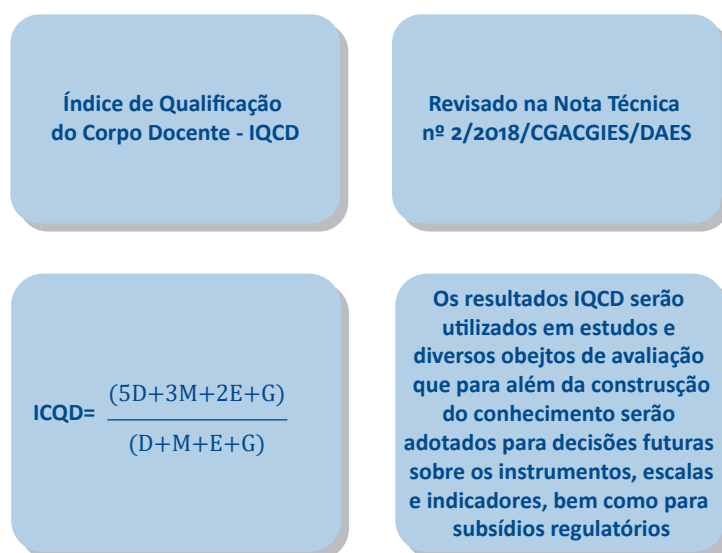 Índice de Qualificação
do Corpo Docente - IQCD
Revisado na Nota Técnica
nº 2/2018/CGACGIES/DAES
ICQD= (5D+3M+2E+G)
(D+M+E+G)
Os resultados IQCD serão
utilizados em estudos e
diversos obejtos de avaliação
que para além da construsção
do conhecimento serão
adotados para decisões futuras
sobre os instrumentos, escalas
e indicadores, bem como para
subsídios regulatórios